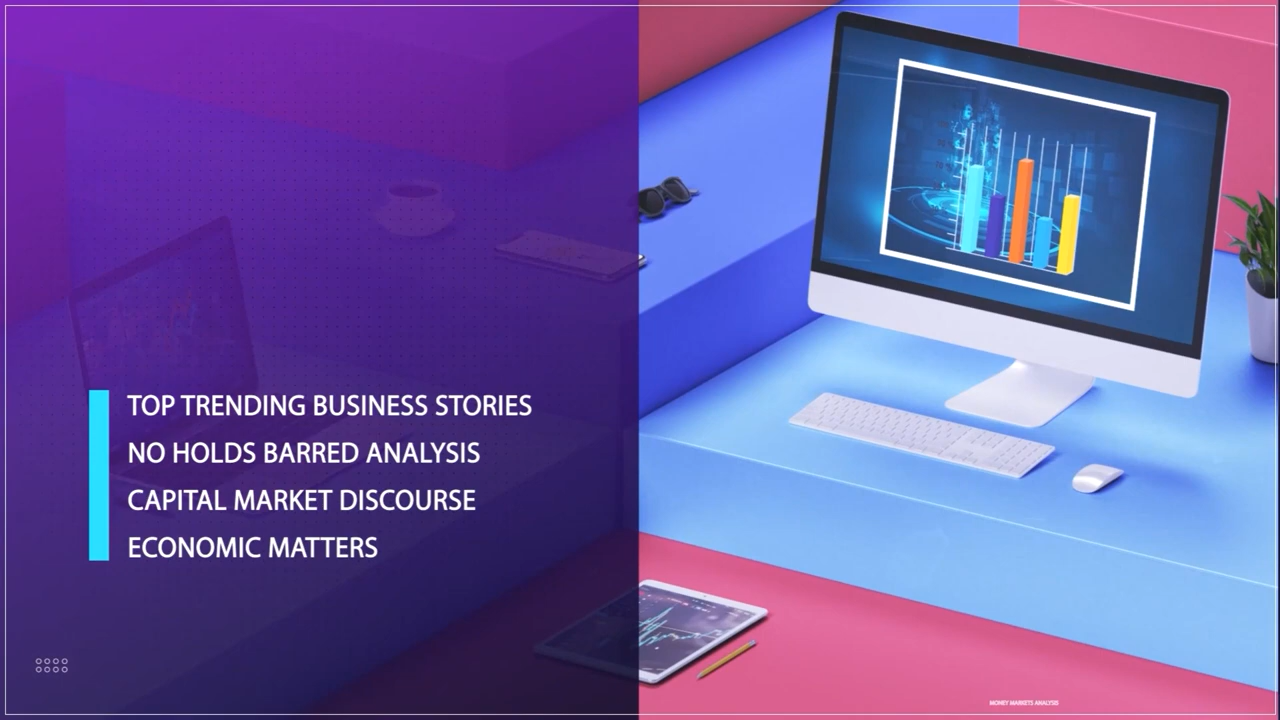 TOP TRENDING BUSINESS STORIES
NO HOLDS BARRED ANALYSIS
CAPITAL MARKET DISCOURSE
ECONOMIC MATTERS
MONEY MARKETS ANALYSIS